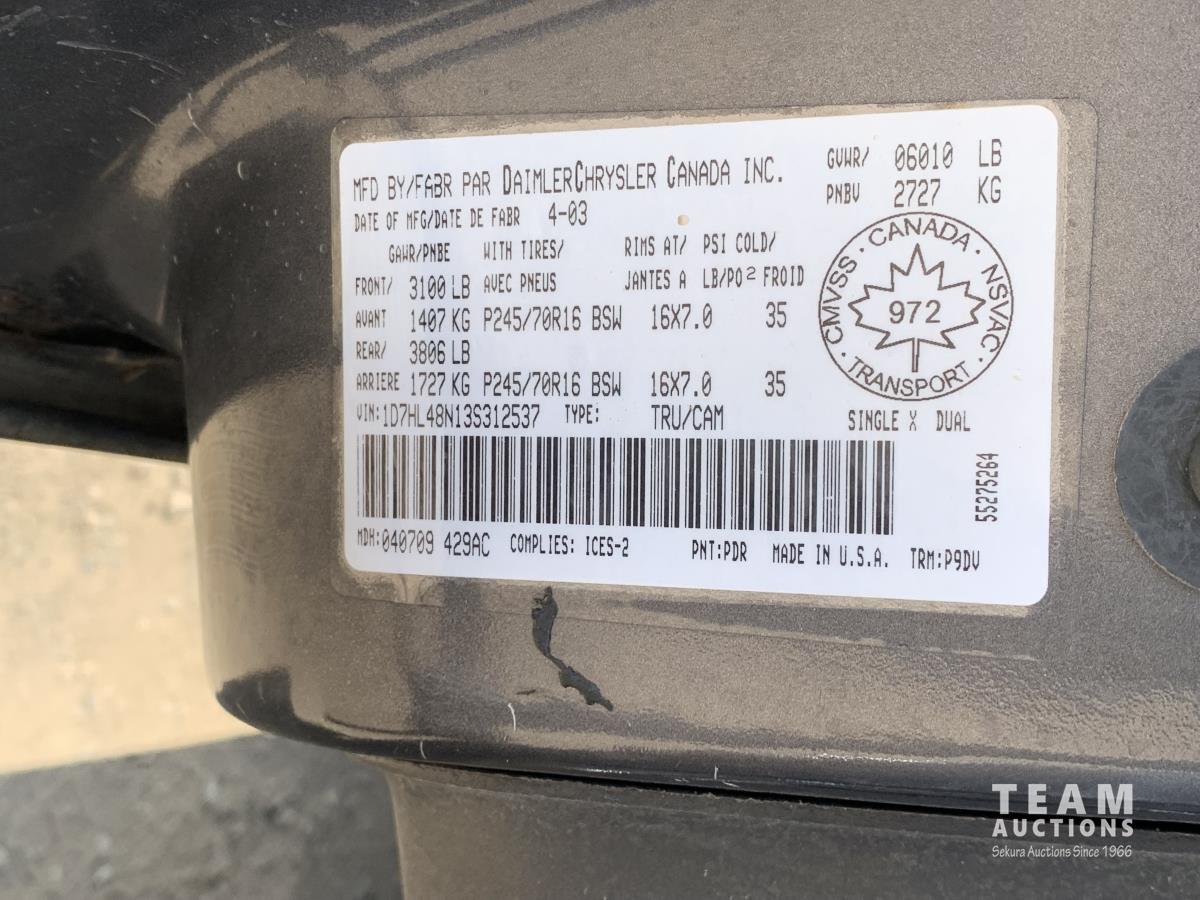 MFD BY/FABR PAR DAIMLERCHRYSLER CANADA INC.
GVWR/ 06010 LB
PNBV 2727 KG
DATE OF MFG/DATE DE FABR 4-03
GAWR/PNBE WITH TIRES/ RIMS AT/ PSI COLD/
FRONT/ 3100 LB AVEC PNEUS JANTES A LB/PO² FROID
AVANT 1407 KG P245/70R16 BSW 16X7.0 35
REAR/ 3806 LB
ARRIERE 1727 KG P245/70R16 BSW 16X7.0 35
VIN:1D7HL48N13S312537 TYPE: TRU/CAM SINGLE X DUAL
CMVSS · CANADA · NSVAC · TRANSPORT ·
972
55275264
MDH:040709 429AC COMPLIES: ICES-2 PNT:PDR MADE IN U.S.A. TRM:P9DV
TEAM
AUCTIONS
Sekura Auctions Since 1966